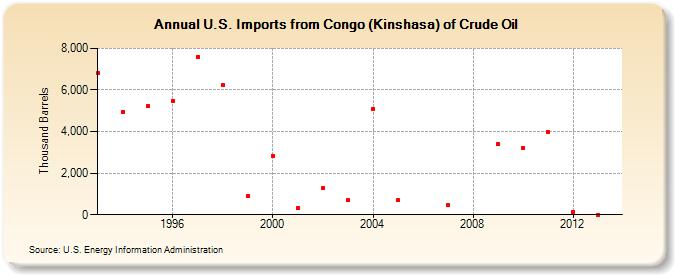 Annual U.S. Imports from Congo (Kinshasa) of Crude Oil
Thousand Barrels
8,000
6,000
4,000
2,000
0
1996 2000 2004 2008 2012
Source: U.S. Energy Information Administration